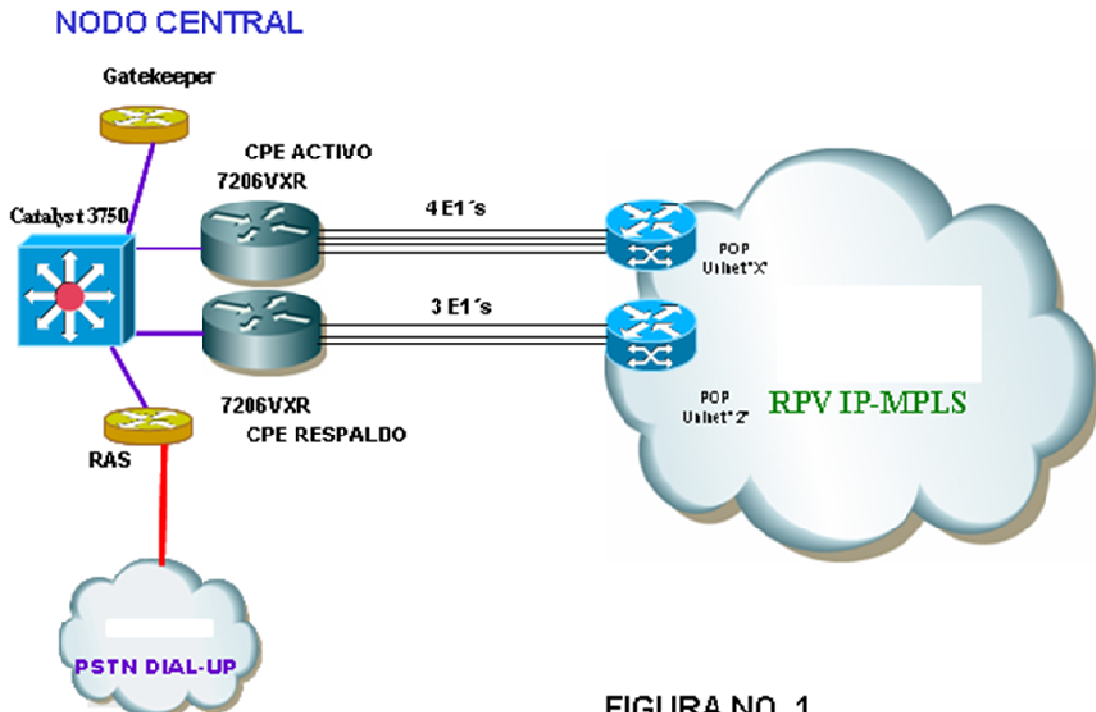 NODO CENTRAL
Gatekeeper
CPE ACTIVO
7206VXR
Catalyst 3750
4 E1´s
POP
Uninet"X"
3 E1´s
POP
Uninet"Z"
RPV IP-MPLS
7206VXR
CPE RESPALDO
RAS
PSTN DIAL-UP
FIGURA NO. 1